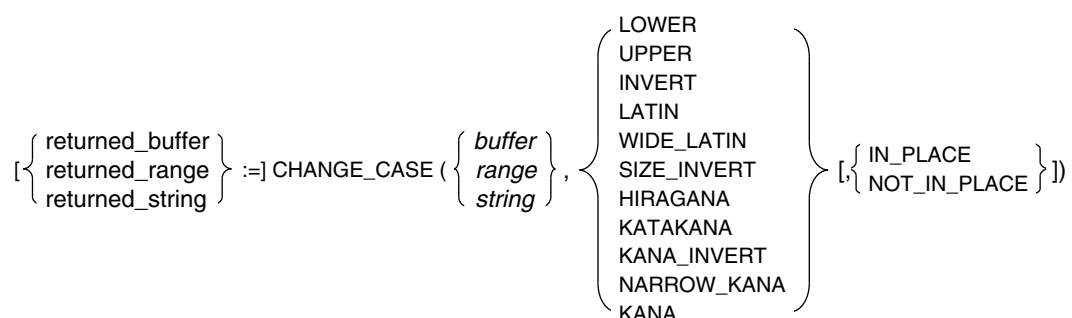 LOWER
UPPER
INVERT
LATIN
[{ returned_buffer returned_range returned_string } :=] CHANGE_CASE ( { buffer range string } ,
WIDE_LATIN
SIZE_INVERT
HIRAGANA
KATAKANA
KANA_INVERT
NARROW_KANA
KANA
[,{ IN_PLACE NOT_IN_PLACE } ])